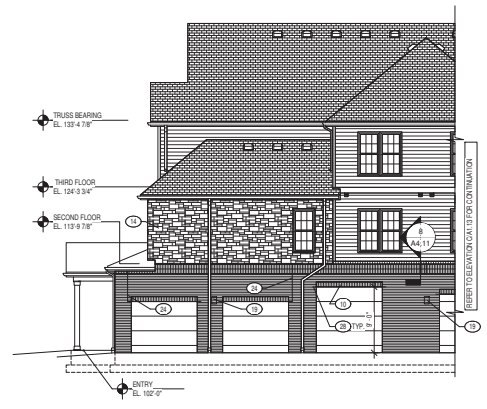 TRUSS BEARING
EL. 133'-4 7/8"
THIRD FLOOR
EL. 124'-3 3/4"
SECOND FLOOR
EL. 113'-9 7/8"
14
8
A4.11
REFER TO ELEVATION C/A1.13 FOR CONTINUATION
24
24
19
10
28 TYP.
9'-0"
19
ENTRY
EL. 102'-0"